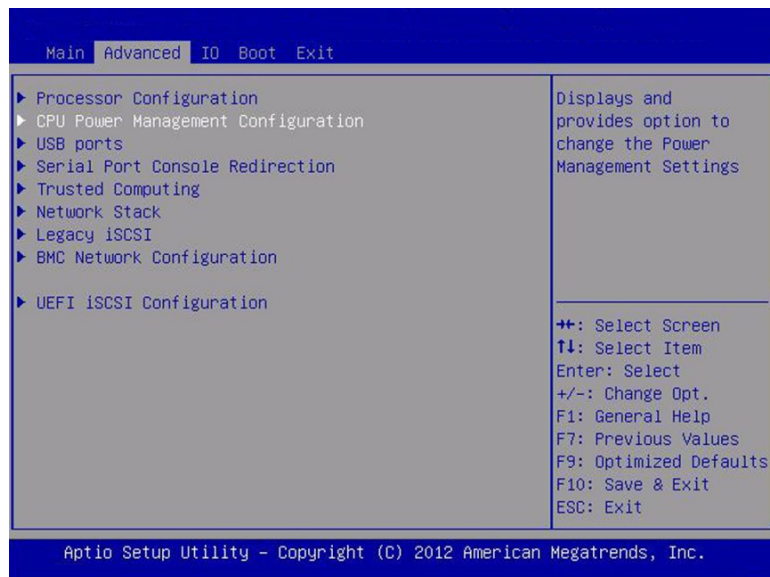 Main Advanced IO Boot Exit
Processor Configuration
CPU Power Management Configuration
USB ports
Serial Port Console Redirection
Trusted Computing
Network Stack
Legacy iSCSI
BMC Network Configuration
UEFI iSCSI Configuration
Displays and
provides option to
change the Power
Management Settings
→←: Select Screen
↑↓: Select Item
Enter: Select
+/-: Change Opt.
F1: General Help
F7: Previous Values
F9: Optimized Defaults
F10: Save & Exit
ESC: Exit
Aptio Setup Utility - Copyright (C) 2012 American Megatrends, Inc.